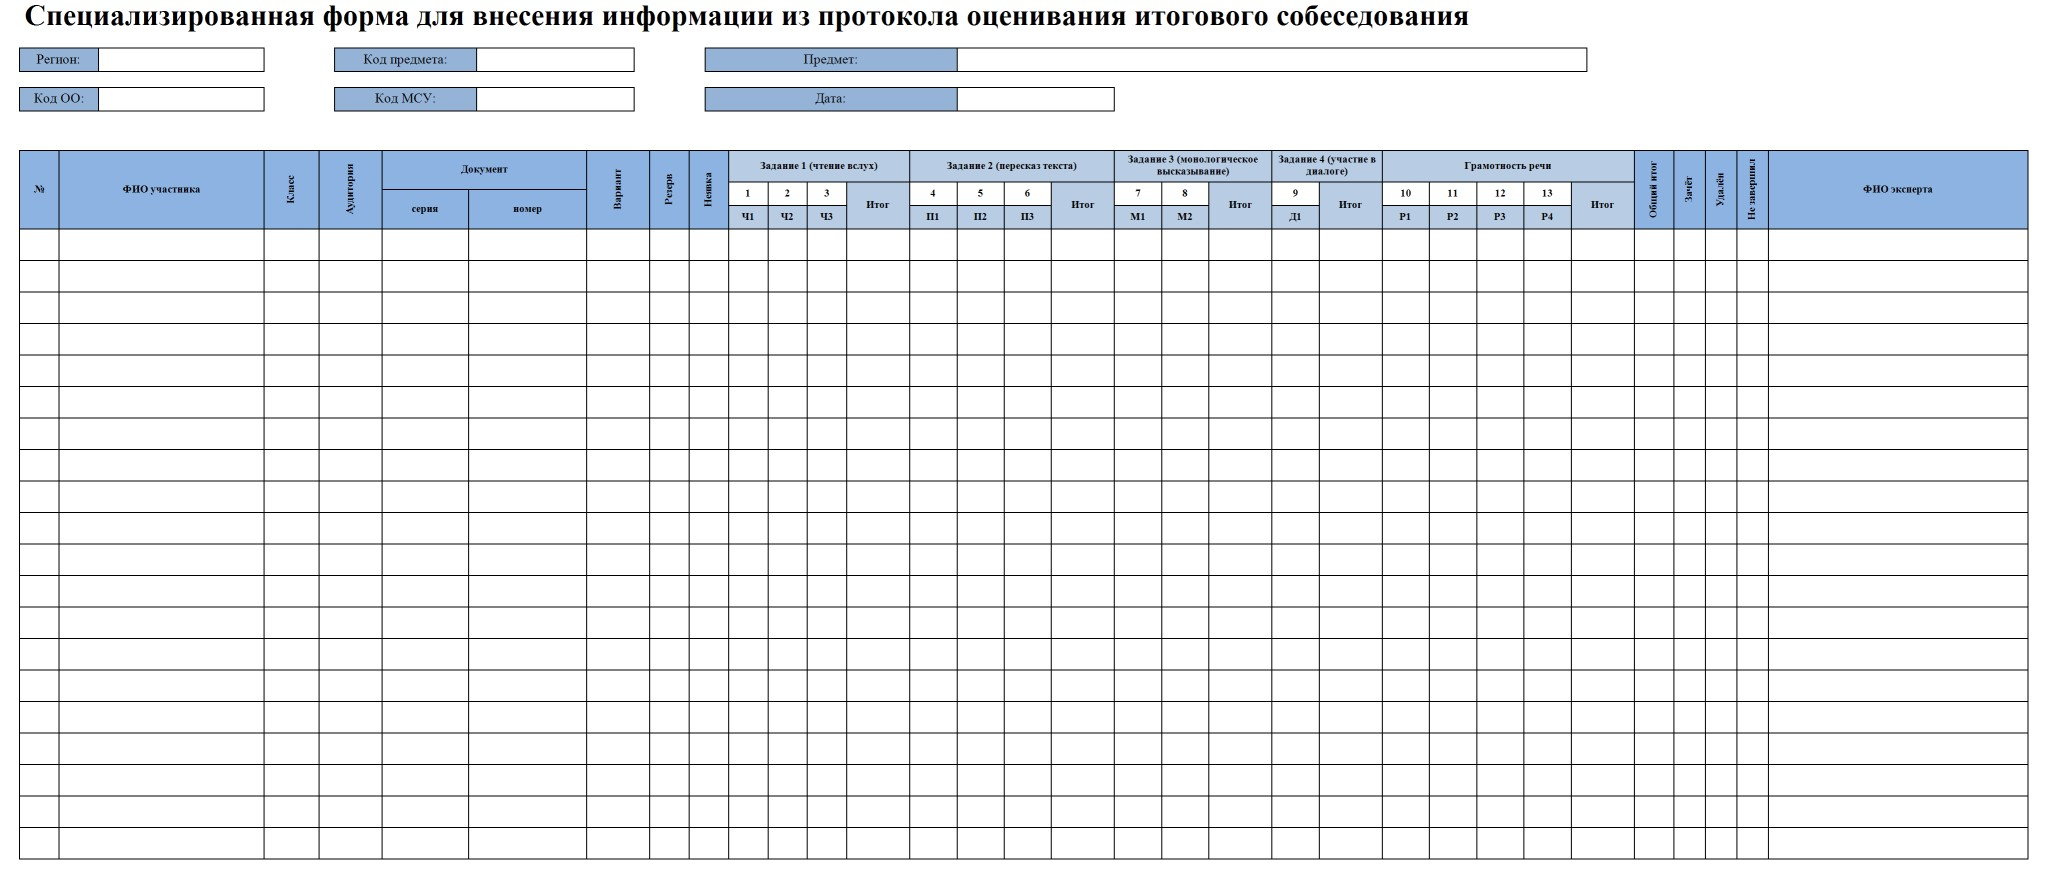 Специализированная форма для внесения информации из протокола оценивания итогового собеседования
Регион: Код предмета: Предмет:
Код ОО: Код МСУ: Дата:
№ ФИО участника Класс Аудитория Документ Вариант Резерв Неявка Задание 1 (чтение вслух) Задание 2 (пересказ текста) Задание 3 (монологическое высказывание) Задание 4 (участие в диалоге) Грамотность речи Общий итог Зачёт Удалён Не завершил ФИО эксперта
серия номер
1 2 3 Итог 4 5 6 Итог 7 8 Итог 9 Итог 10 11 12 13 Итог
Ч1 Ч2 Ч3 П1 П2 П3 М1 М2 Д1 Р1 Р2 Р3 Р4